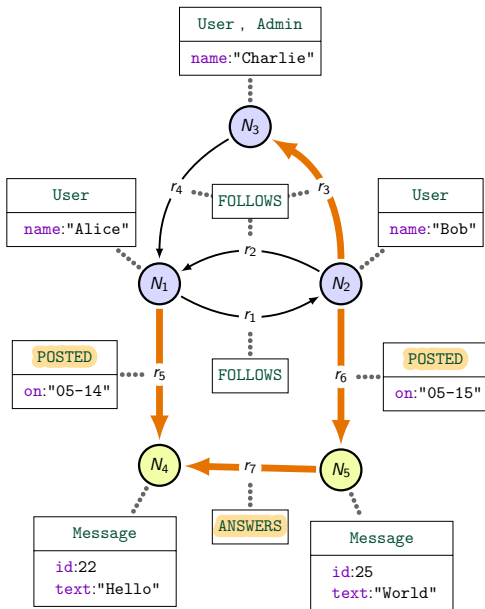 User , Admin
name:"Charlie"
N3
r4
r3
FOLLOWS
User
name:"Alice"
User
name:"Bob"
r2
N1
N2
r1
POSTED
on:"05-14"
r5
FOLLOWS
r6
POSTED
on:"05-15"
N4
r7
N5
ANSWERS
Message
id:22
text:"Hello"
Message
id:25
text:"World"